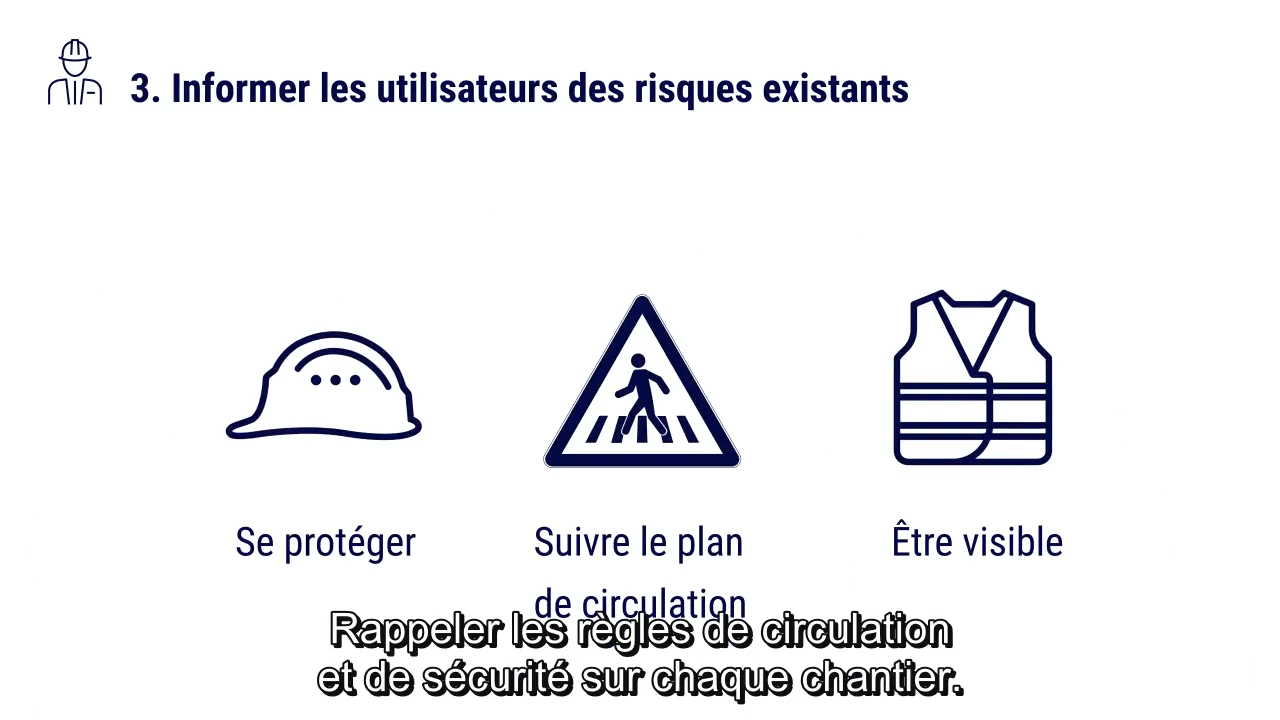 3. Informer les utilisateurs des risques existants
Se protéger
Suivre le plan
de circulation
Être visible
Rappeler les règles de circulation
et de sécurité sur chaque chantier.